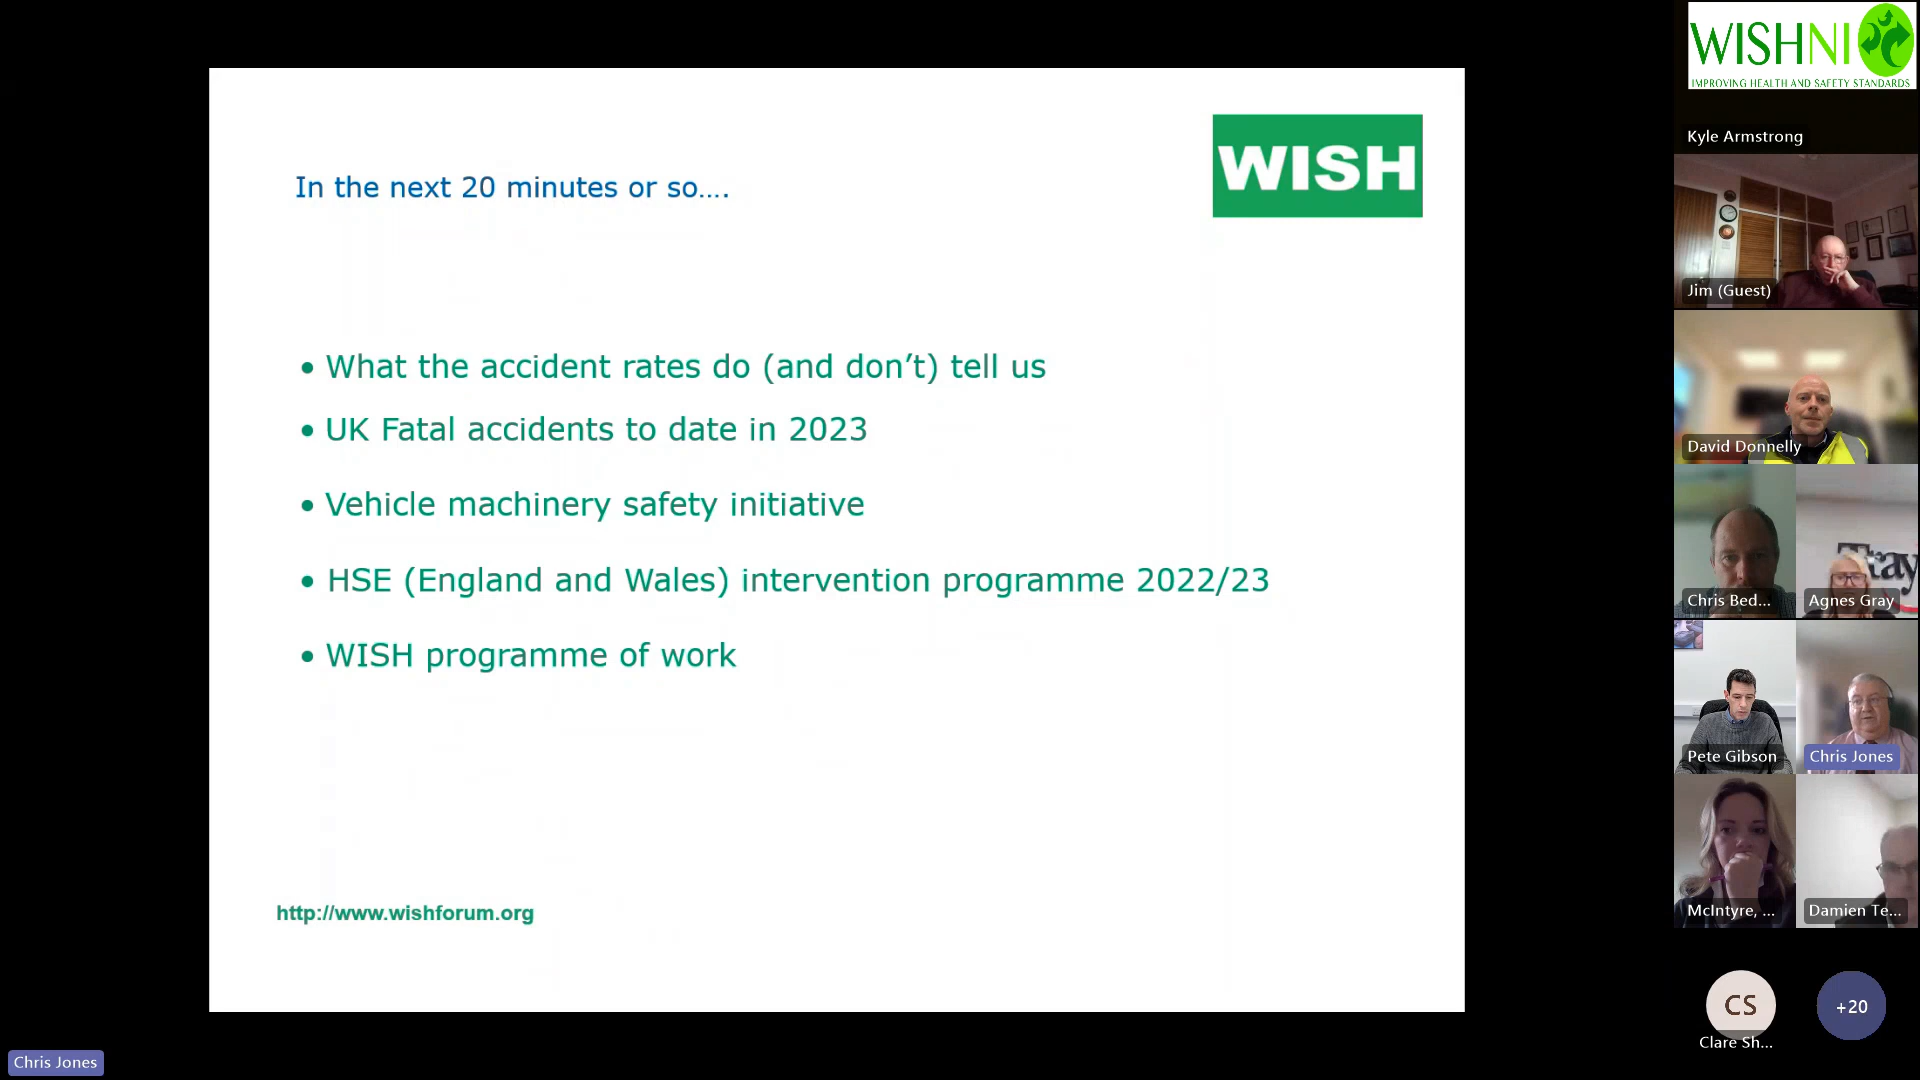 In the next 20 minutes or so....
WISH
• What the accident rates do (and don’t) tell us
• UK Fatal accidents to date in 2023
• Vehicle machinery safety initiative
• HSE (England and Wales) intervention programme 2022/23
• WISH programme of work
http://www.wishforum.org
Chris Jones
WISHNI
IMPROVING HEALTH AND SAFETY STANDARDS
Kyle Armstrong
Jim (Guest)
David Donnelly
Chris Bed...
Agnes Gray
Pete Gibson
Chris Jones
McIntyre, ...
Damien Te...
CS
Clare Sh...
+20